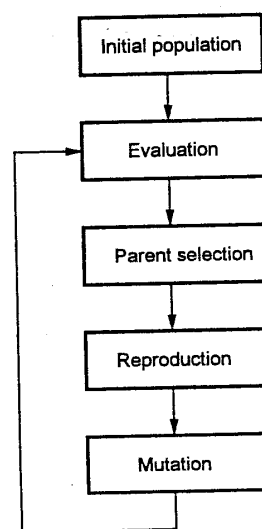 Initial population
Evaluation
Parent selection
Reproduction
Mutation